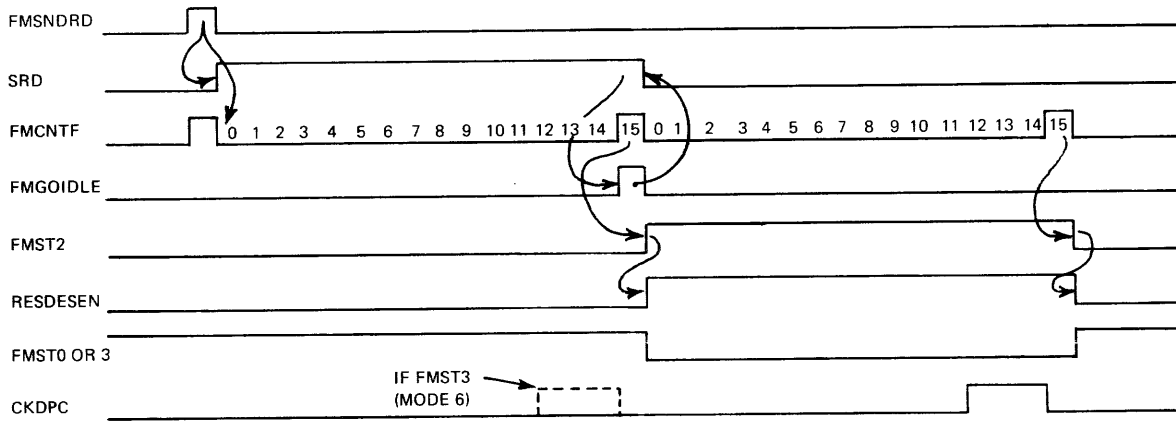 FMSNDRD
SRD
FMCNTF 0 1 2 3 4 5 6 7 8 9 10 11 12 13 14 15 0 1 2 3 4 5 6 7 8 9 10 11 12 13 14 15
FMGOIDLE
FMST2
RESDESEN
FMST0 OR 3
IF FMST3
(MODE 6)
CKDPC